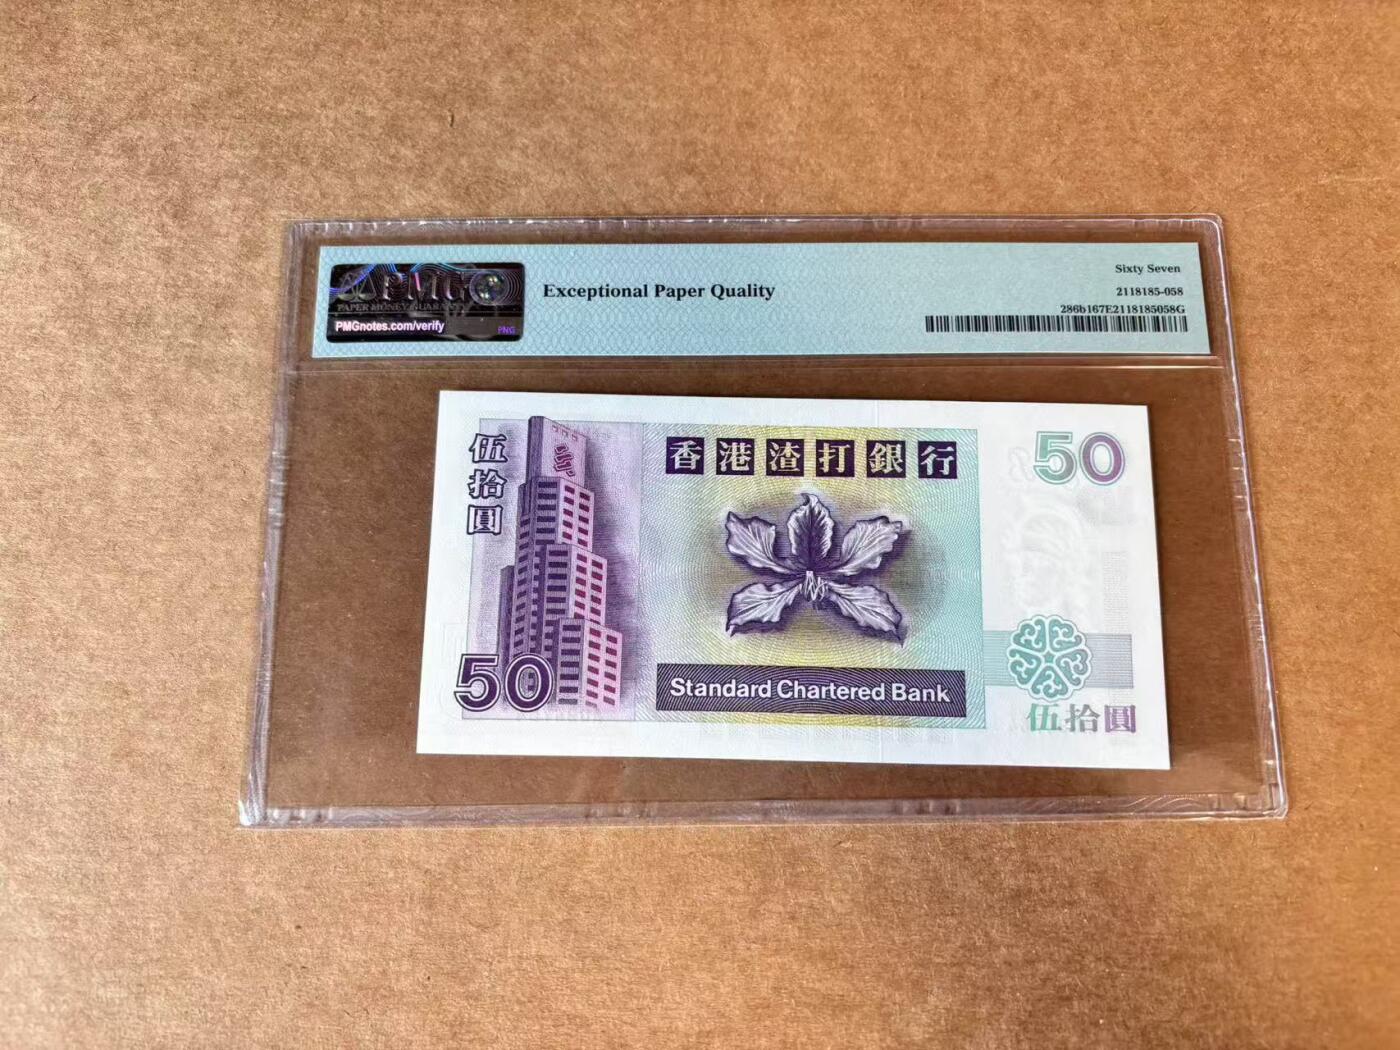 PMG
PAPER MONEY GUARANTY
PMGnotes.com/verify
PNG
Exceptional Paper Quality
Sixty Seven
2118185-058
286b167E2118185058G
伍拾圓
香港渣打銀行
50
50
Standard Chartered Bank
伍拾圓